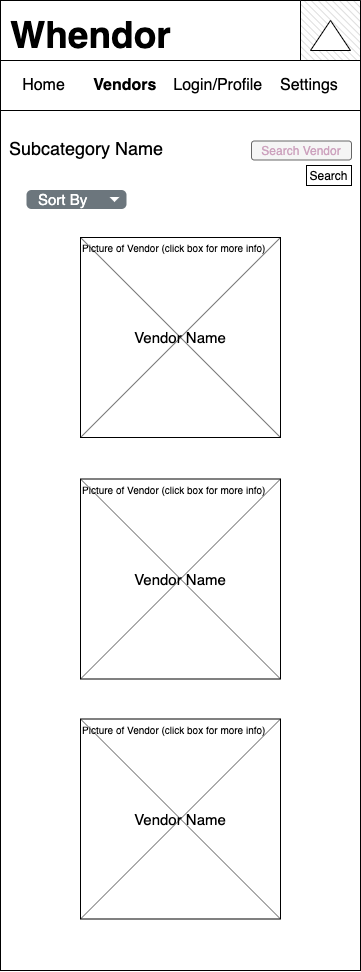 Whendor
Home Vendors Login/Profile Settings
Subcategory Name
Search Vendor
Search
Sort By
Picture of Vendor (click box for more info)
Vendor Name
Picture of Vendor (click box for more info)
Vendor Name
Picture of Vendor (click box for more info)
Vendor Name